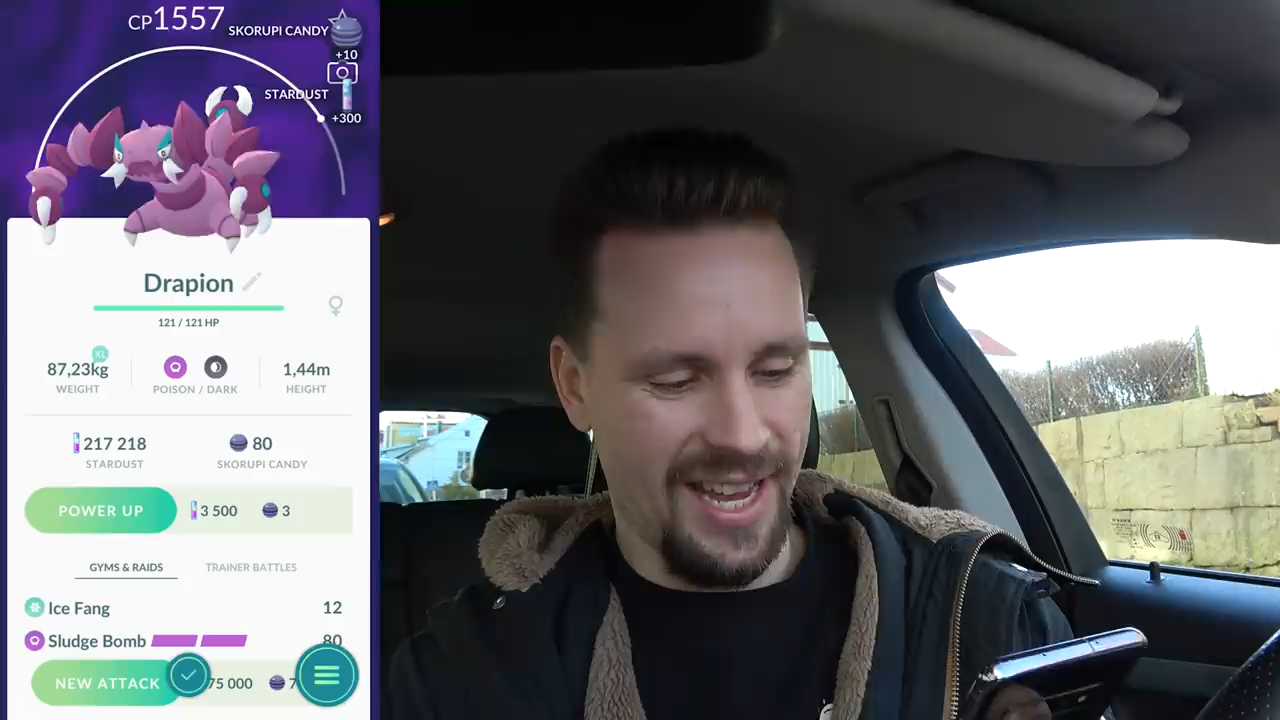 CP1557
SKORUPI CANDY
+10
STARDUST
+300
Drapion
121 / 121 HP
XL
87,23kg
WEIGHT
POISON / DARK
1,44m
HEIGHT
217 218
STARDUST
80
SKORUPI CANDY
POWER UP
3 500
3
GYMS & RAIDS
TRAINER BATTLES
Ice Fang
12
Sludge Bomb
80
NEW ATTACK
75 000
7